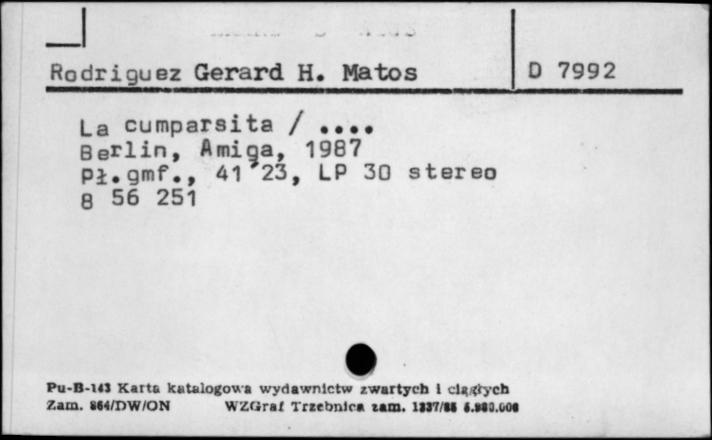 Rodriguez Gerard H. Matos D 7992
La cumparsita / ....
Berlin, Amiga, 1987
Pł.gmf., 41´23, LP 30 stereo
8 56 251
Pu-B-143 Karta katalogowa wydawnictw zwartych i ciągłych
Zam. 864/DW/ON WZGraf Trzebnica zam.